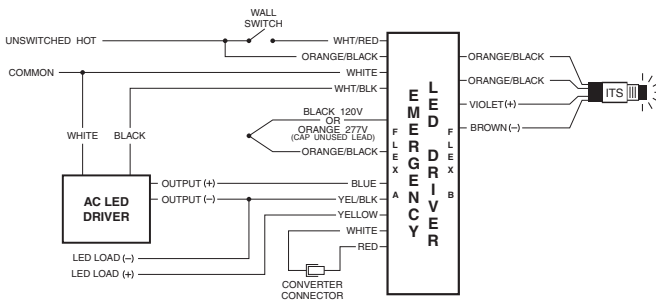 WALL
SWITCH
UNSWITCHED HOT
WHT/RED
ORANGE/BLACK
COMMON
WHITE
WHT/BLK
BLACK 120V
OR
ORANGE 277V
(CAP UNUSED LEAD)
ORANGE/BLACK
WHITE
BLACK
AC LED
DRIVER
OUTPUT (+)
OUTPUT (−)
BLUE
YEL/BLK
YELLOW
WHITE
RED
LED LOAD (−)
LED LOAD (+)
CONVERTER
CONNECTOR
FLEX A
EMERGENCY
LED DRIVER
FLEX B
ORANGE/BLACK
ORANGE/BLACK
VIOLET (+)
BROWN (−)
ITS